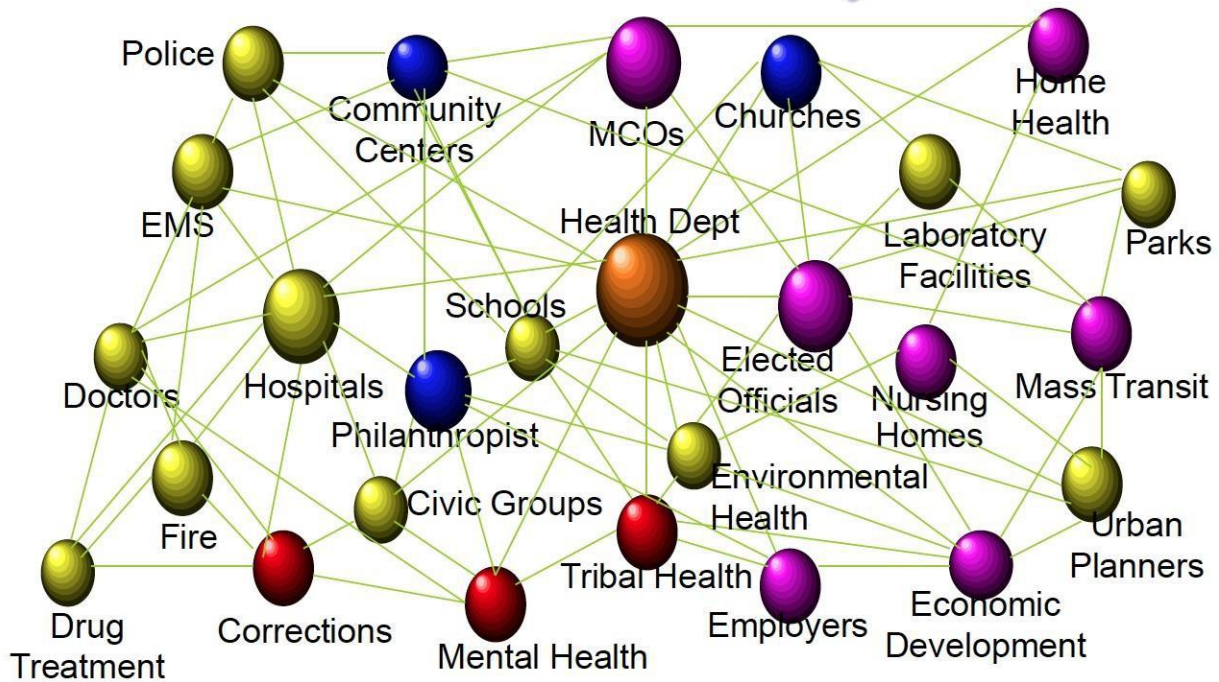 Police
Community
Centers
MCOs
Churches
Home
Health
EMS
Health Dept
Laboratory
Facilities
Parks
Schools
Doctors
Hospitals
Philanthropist
Elected
Officials
Nursing
Homes
Mass Transit
Fire
Civic Groups
Environmental
Health
Urban
Planners
Drug
Treatment
Corrections
Mental Health
Tribal Health
Employers
Economic
Development